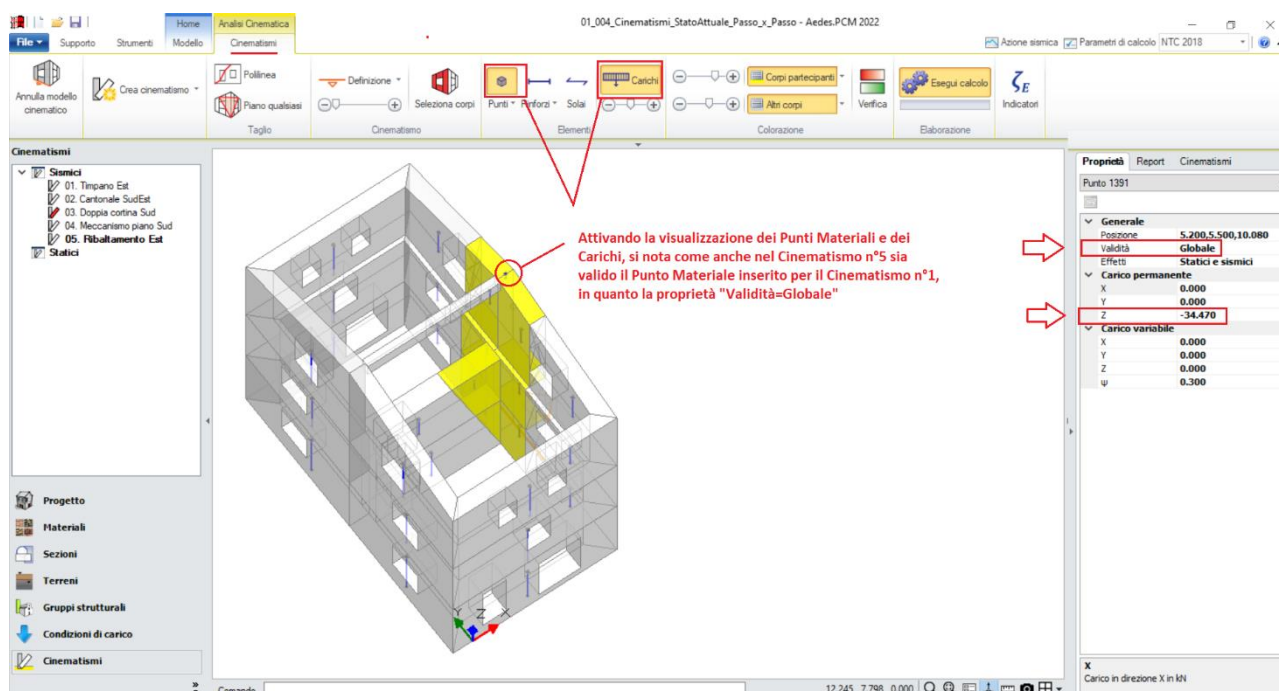 01_004_Cinematismi_StatoAttuale_Passo_x_Passo - Aedes.PCM 2022
Home
Analisi Cinematica
File
Supporto
Strumenti
Modello
Cinematismi
Azione sismica
Parametri di calcolo
NTC 2018
Annulla modello
cinematico
Crea cinematismo
Polilinea
Piano qualsiasi
Taglio
Definizione
Seleziona corpi
Cinematismo
Punti
Rinforzi
Solai
Carichi
Elementi
Corpi partecipanti
Altri corpi
Verifica
Colorazione
Esegui calcolo
Elaborazione
ζE
Indicatori
Cinematismi
Sismici
01. Timpano Est
02. Cantonale SudEst
03. Doppia cortina Sud
04. Meccanismo piano Sud
05. Ribaltamento Est
Statici
Progetto
Materiali
Sezioni
Terreni
Gruppi strutturali
Condizioni di carico
Cinematismi
Attivando la visualizzazione dei Punti Materiali e dei
Carichi, si nota come anche nel Cinematismo n°5 sia
valido il Punto Materiale inserito per il Cinematismo n°1,
in quanto la proprietà "Validità=Globale"
Y Z X
Comando
12.245, 7.798, 0.000
Proprietà
Report
Cinematismi
Punto 1391
Generale
Posizione 5.200,5.500,10.080
Validità Globale
Effetti Statici e sismici
Carico permanente
X 0.000
Y 0.000
Z -34.470
Carico variabile
X 0.000
Y 0.000
Z 0.000
ψ 0.300
X
Carico in direzione X in kN